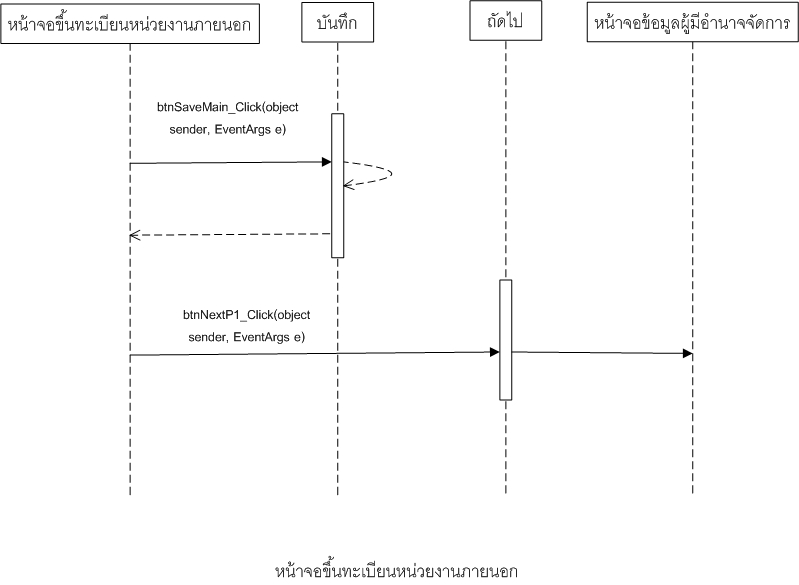 หน้าจอขึ้นทะเบียนหน่วยงานภายนอก
บันทึก
ถัดไป
หน้าจอข้อมูลผู้มีอำนาจจัดการ
btnSaveMain_Click(object
sender, EventArgs e)
btnNextP1_Click(object
sender, EventArgs e)
หน้าจอขึ้นทะเบียนหน่วยงานภายนอก